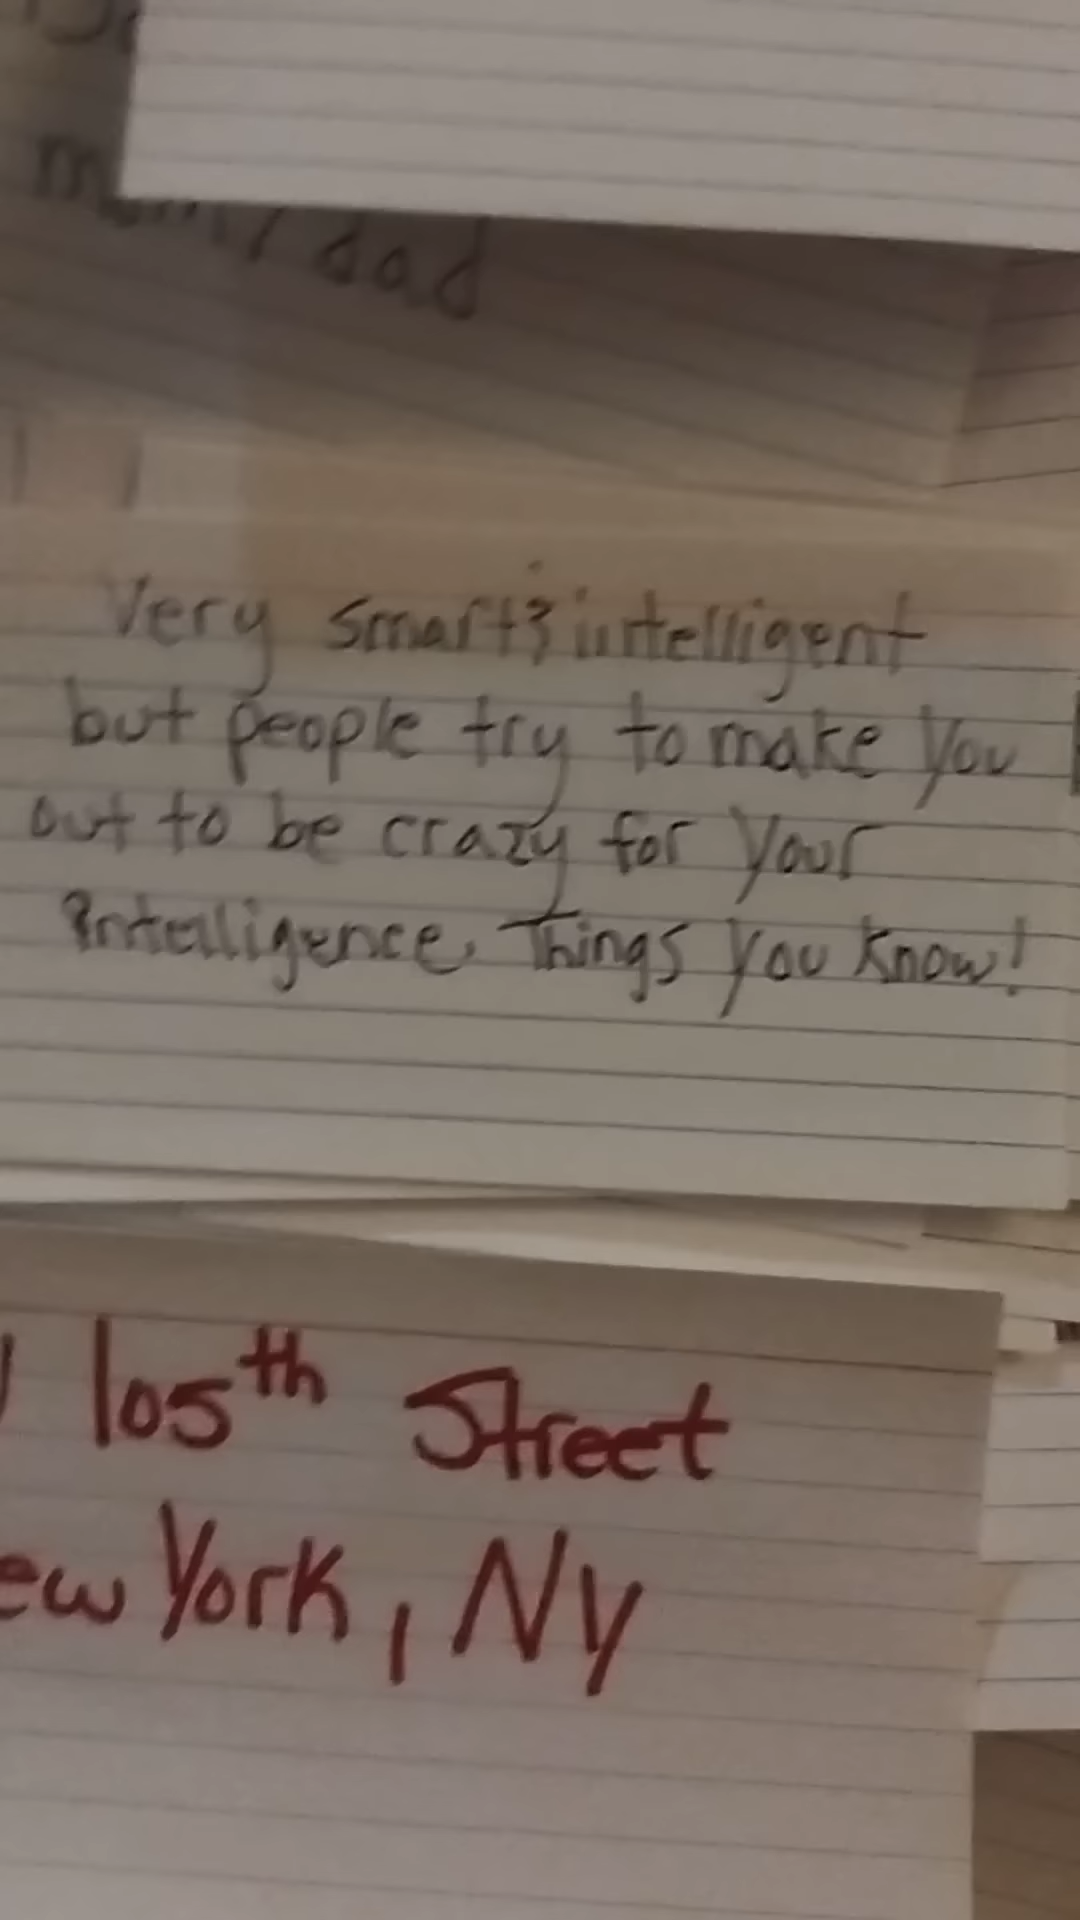 dad
Very smart & intelligent
but people try to make you
out to be crazy for your
intelligence, Things you know!
105th Street
ew York, NY